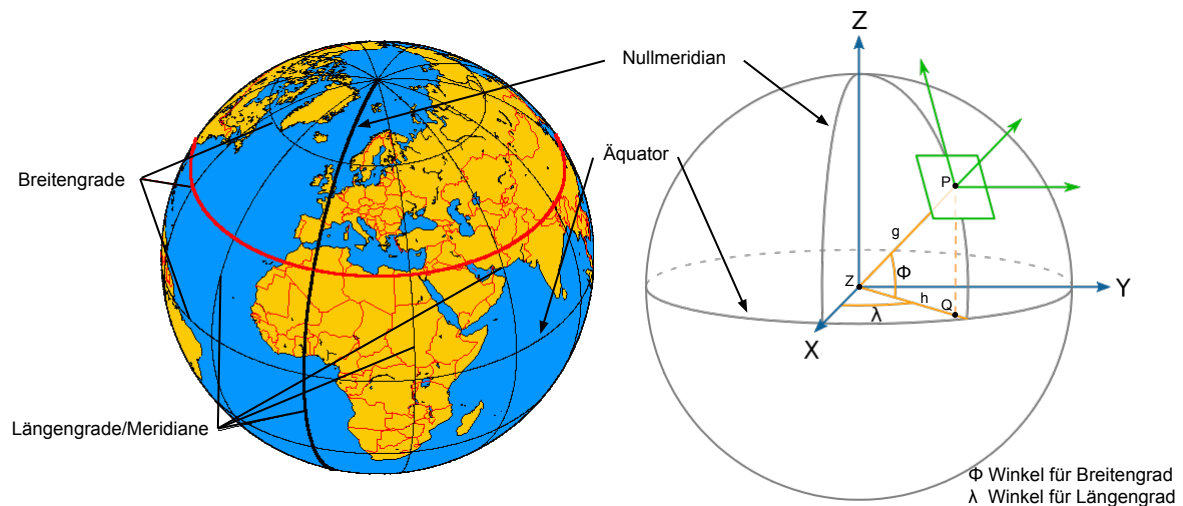 Nullmeridian
Äquator
Breitengrade
Längengrade/Meridiane
Z
P
g
Φ
Z
h
Q
Y
λ
X
Φ Winkel für Breitengrad
λ Winkel für Längengrad